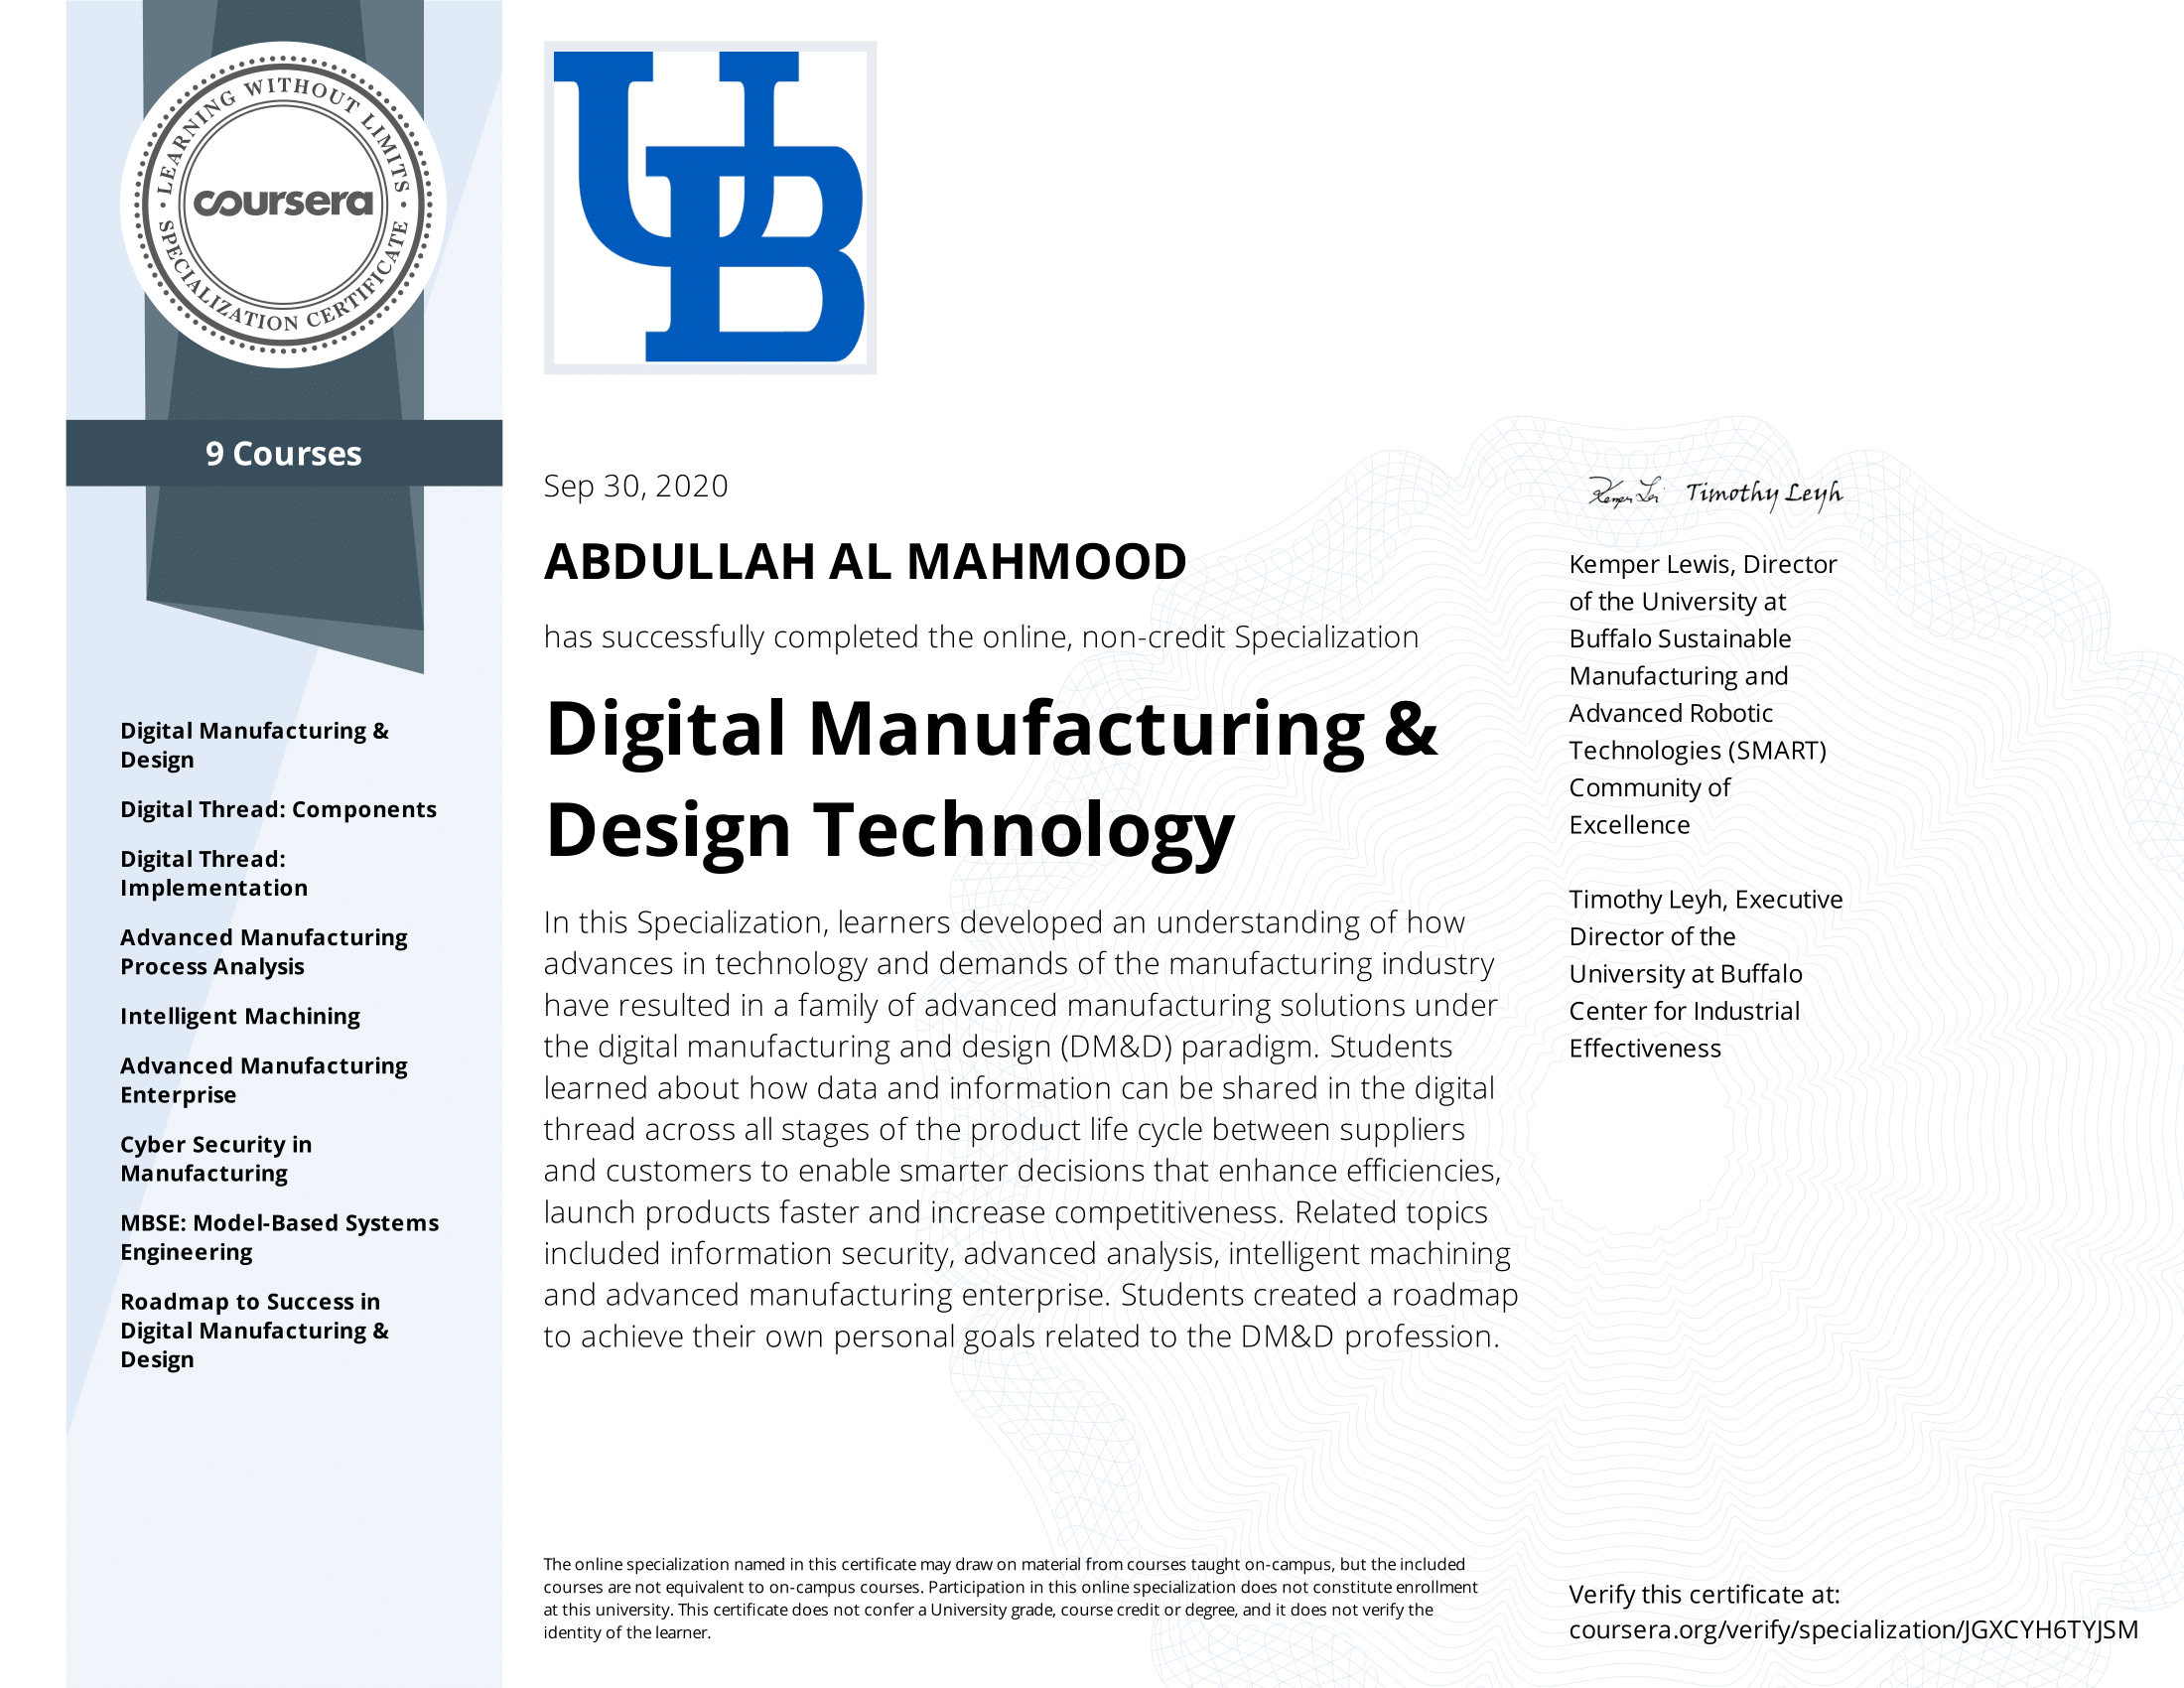 LEARNING WITHOUT LIMITS
coursera
SPECIALIZATION CERTIFICATE
9 Courses
Digital Manufacturing &
Design
Digital Thread: Components
Digital Thread:
Implementation
Advanced Manufacturing
Process Analysis
Intelligent Machining
Advanced Manufacturing
Enterprise
Cyber Security in
Manufacturing
MBSE: Model-Based Systems
Engineering
Roadmap to Success in
Digital Manufacturing &
Design
UB
Sep 30, 2020
ABDULLAH AL MAHMOOD
has successfully completed the online, non-credit Specialization
Digital Manufacturing &
Design Technology
In this Specialization, learners developed an understanding of how
advances in technology and demands of the manufacturing industry
have resulted in a family of advanced manufacturing solutions under
the digital manufacturing and design (DM&D) paradigm. Students
learned about how data and information can be shared in the digital
thread across all stages of the product life cycle between suppliers
and customers to enable smarter decisions that enhance efficiencies,
launch products faster and increase competitiveness. Related topics
included information security, advanced analysis, intelligent machining
and advanced manufacturing enterprise. Students created a roadmap
to achieve their own personal goals related to the DM&D profession.
The online specialization named in this certificate may draw on material from courses taught on-campus, but the included
courses are not equivalent to on-campus courses. Participation in this online specialization does not constitute enrollment
at this university. This certificate does not confer a University grade, course credit or degree, and it does not verify the
identity of the learner.
Timothy Leyh
Kemper Lewis, Director
of the University at
Buffalo Sustainable
Manufacturing and
Advanced Robotic
Technologies (SMART)
Community of
Excellence
Timothy Leyh, Executive
Director of the
University at Buffalo
Center for Industrial
Effectiveness
Verify this certificate at:
coursera.org/verify/specialization/JGXCYH6TYJSM